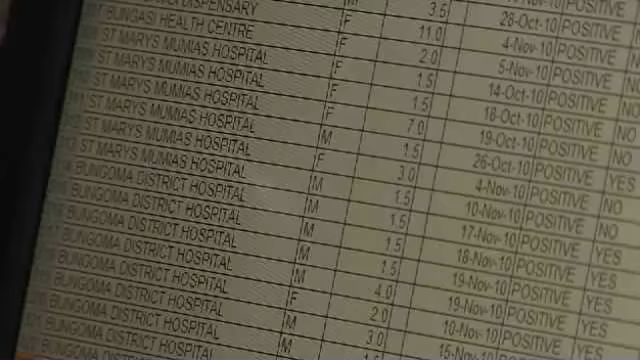 M 3.5 28-Oct-10 POSITIVE
DISPENSARY F 11.0 4-Nov-10 POSITIVE NO
BUNGASI HEALTH CENTRE F 2.0 5-Nov-10 POSITIVE NO
ST MARYS MUMIAS HOSPITAL F 1.5 14-Oct-10 POSITIVE NO
ST MARYS MUMIAS HOSPITAL F 1.5 18-Oct-10 POSITIVE NO
ST MARYS MUMIAS HOSPITAL F 7.0 19-Oct-10 POSITIVE NO
ST MARYS MUMIAS HOSPITAL M 1.5 26-Oct-10 POSITIVE YES
ST MARYS MUMIAS HOSPITAL F 3.0 4-Nov-10 POSITIVE NO
ST MARYS MUMIAS HOSPITAL M 1.5 10-Nov-10 POSITIVE NO
BUNGOMA DISTRICT HOSPITAL M 1.5 17-Nov-10 POSITIVE YES
BUNGOMA DISTRICT HOSPITAL M 1.5 18-Nov-10 POSITIVE YES
BUNGOMA DISTRICT HOSPITAL M 1.5 19-Nov-10 POSITIVE YES
BUNGOMA DISTRICT HOSPITAL M 4.0 19-Nov-10 POSITIVE YES
BUNGOMA DISTRICT HOSPITAL F 2.0 10-Nov-10 POSITIVE YES
BUNGOMA DISTRICT HOSPITAL M 3.0 15-Nov-10
BUNGOMA DISTRICT HOSPITAL M
BUNGOMA DISTRICT HOSPITAL